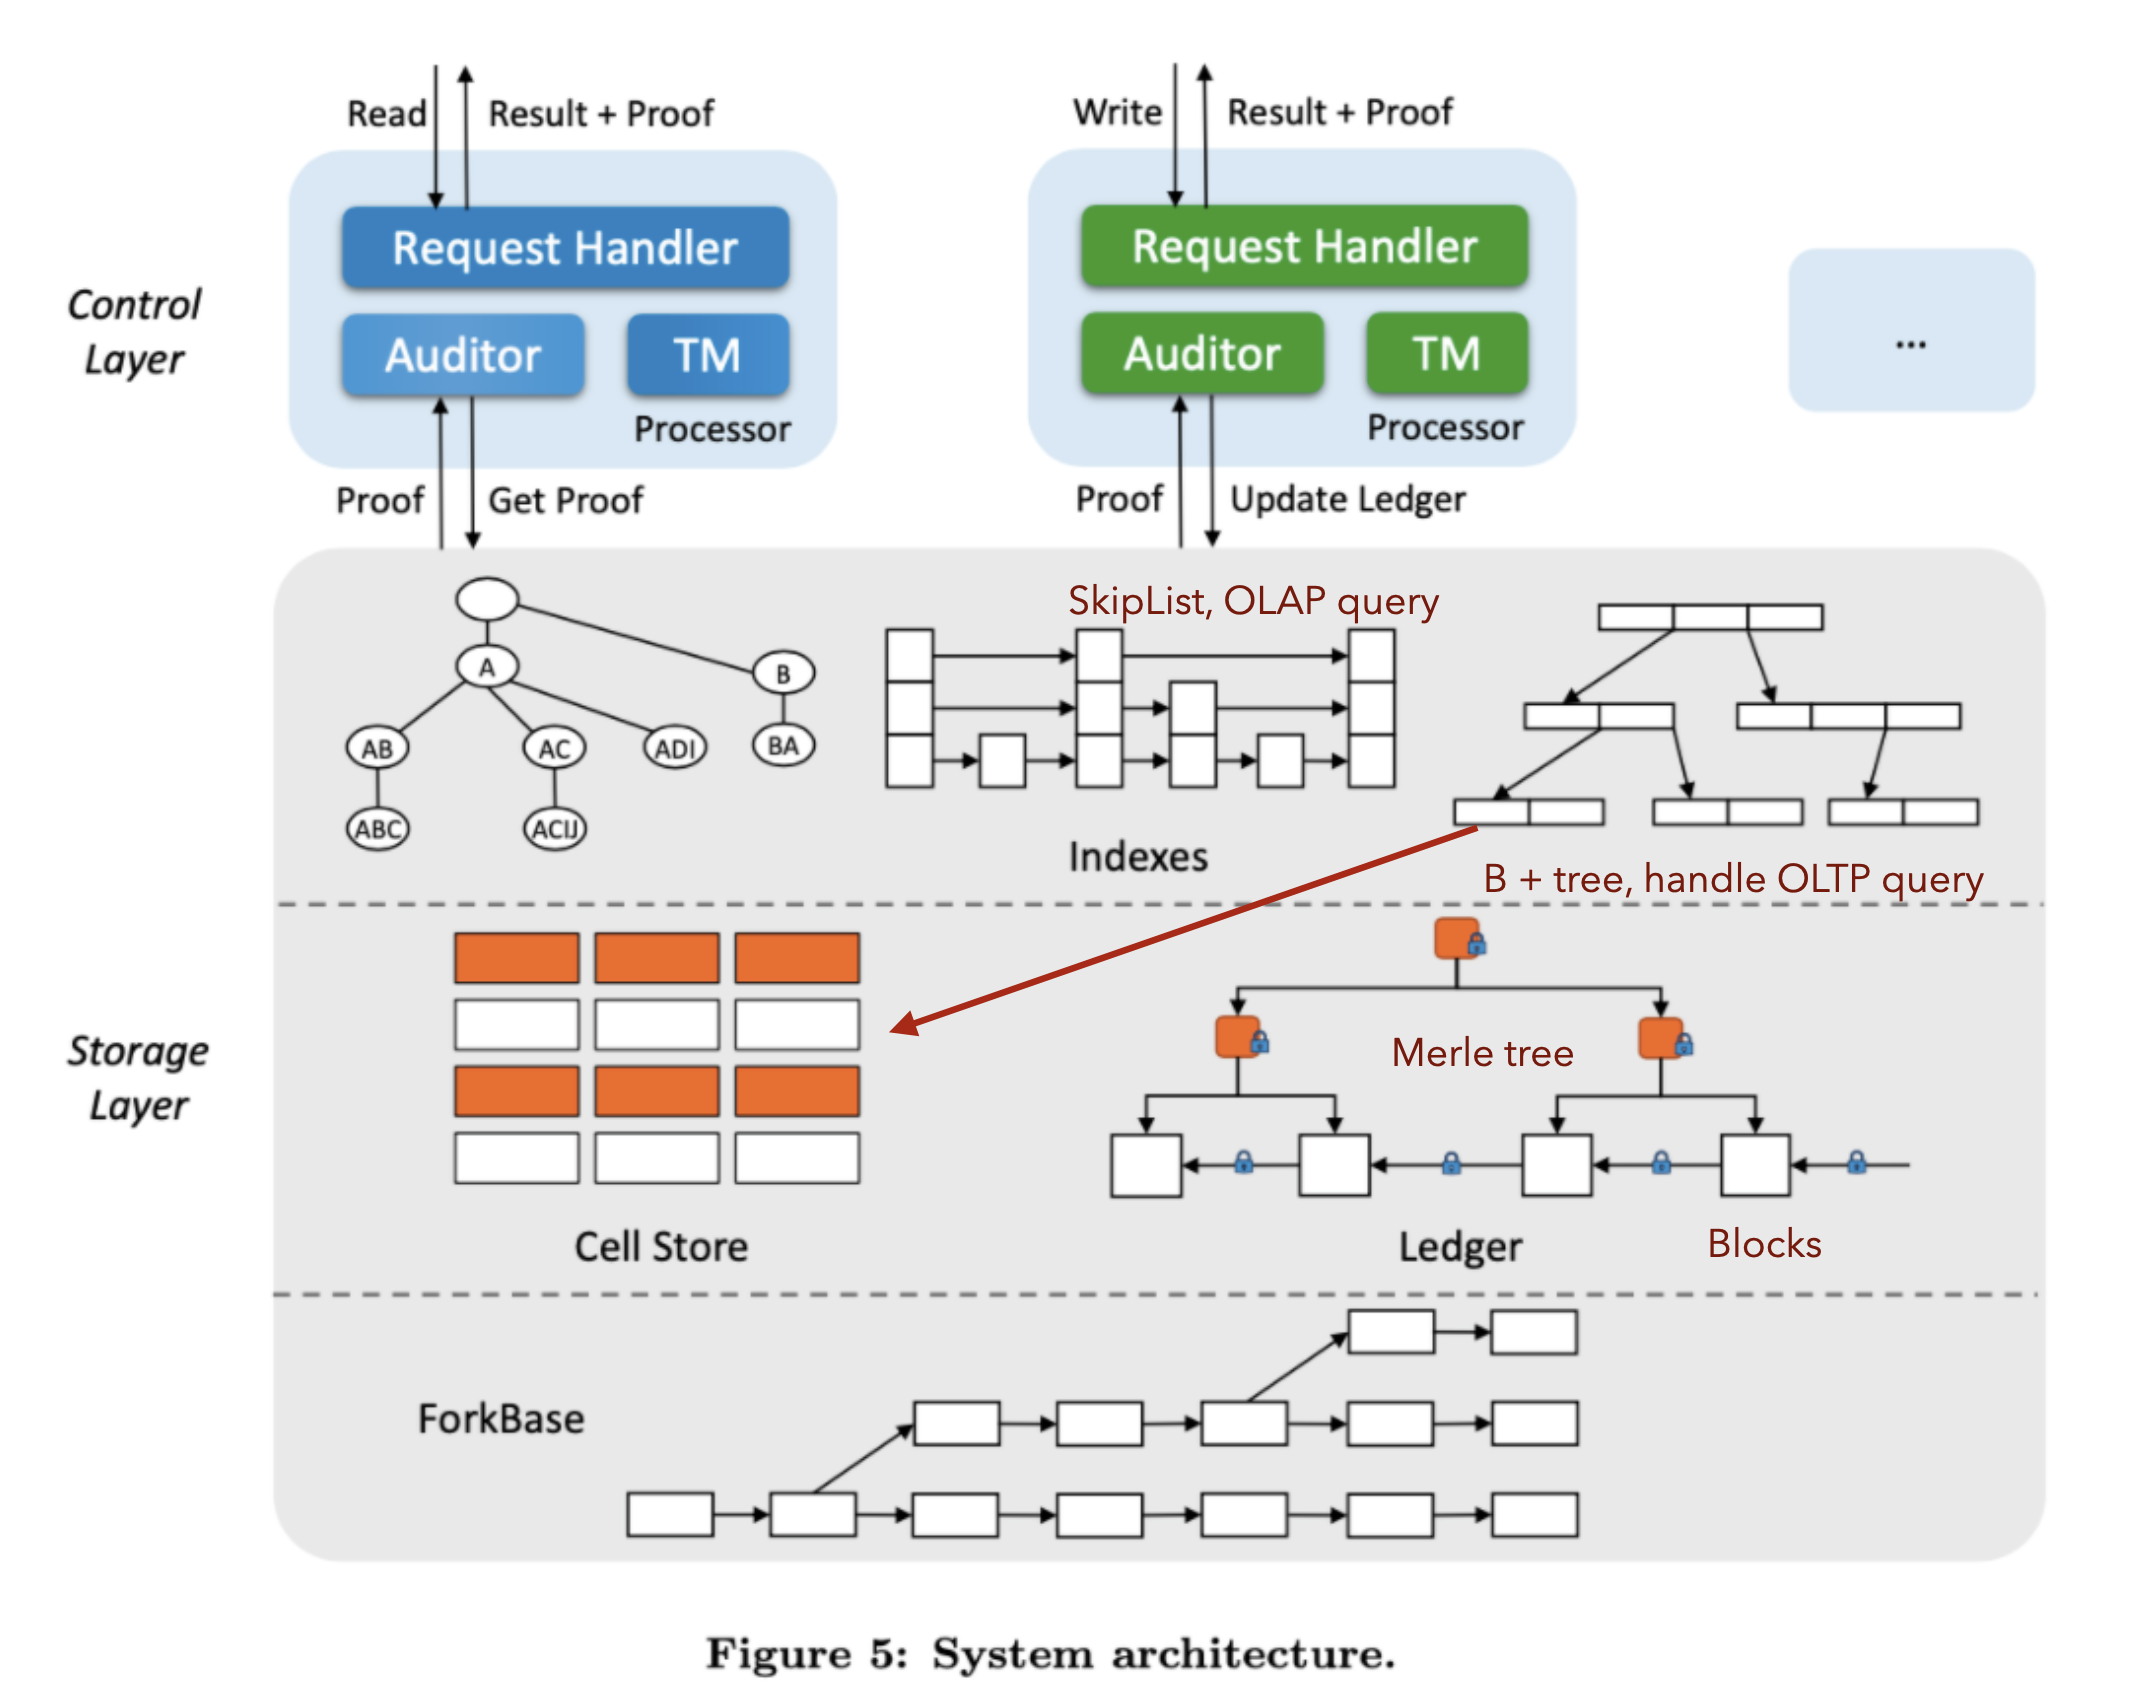 Read
Result + Proof
Write
Result + Proof
Request Handler
Request Handler
Control
Layer
Auditor
TM
Auditor
TM
...
Processor
Processor
Proof
Get Proof
Proof
Update Ledger
SkipList, OLAP query
A
B
AB
AC
ADI
BA
ABC
ACIJ
Indexes
B + tree, handle OLTP query
Storage
Layer
Merle tree
Cell Store
Ledger
Blocks
ForkBase
Figure 5: System architecture.